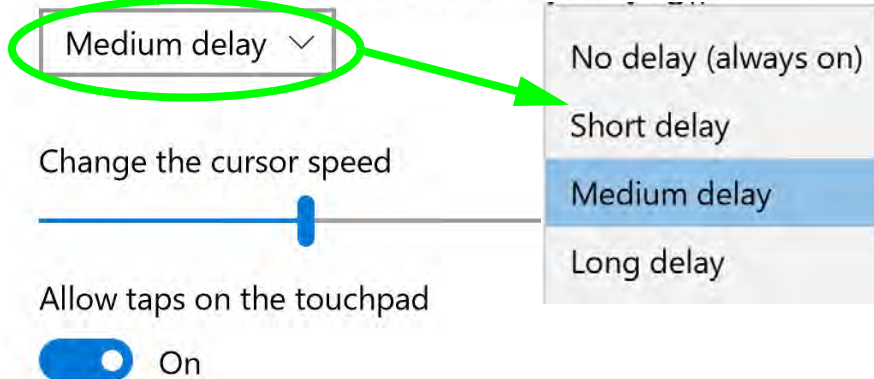 Medium delay
Change the cursor speed
Allow taps on the touchpad
On
No delay (always on)
Short delay
Medium delay
Long delay